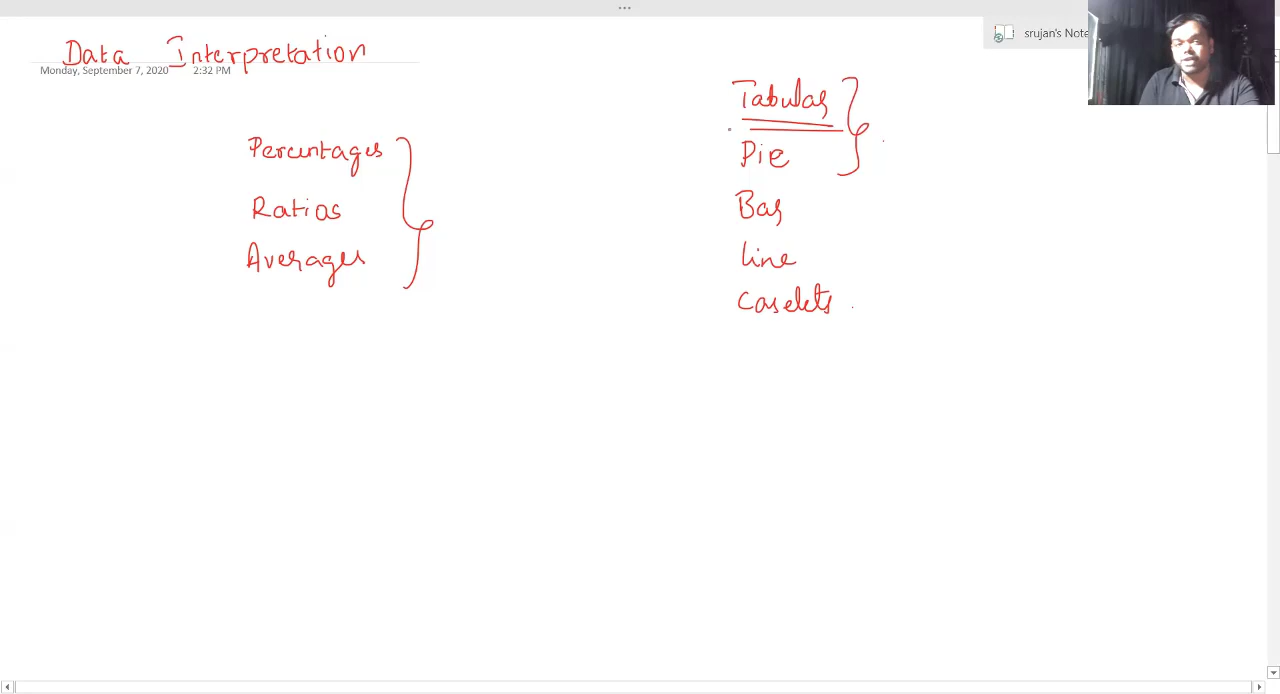 Data Interpretation
Monday, September 7, 2020 2:32 PM
srujan's Note
Percentages
Ratios
Averages
Tabular
Pie
Bar
Line
Caselets